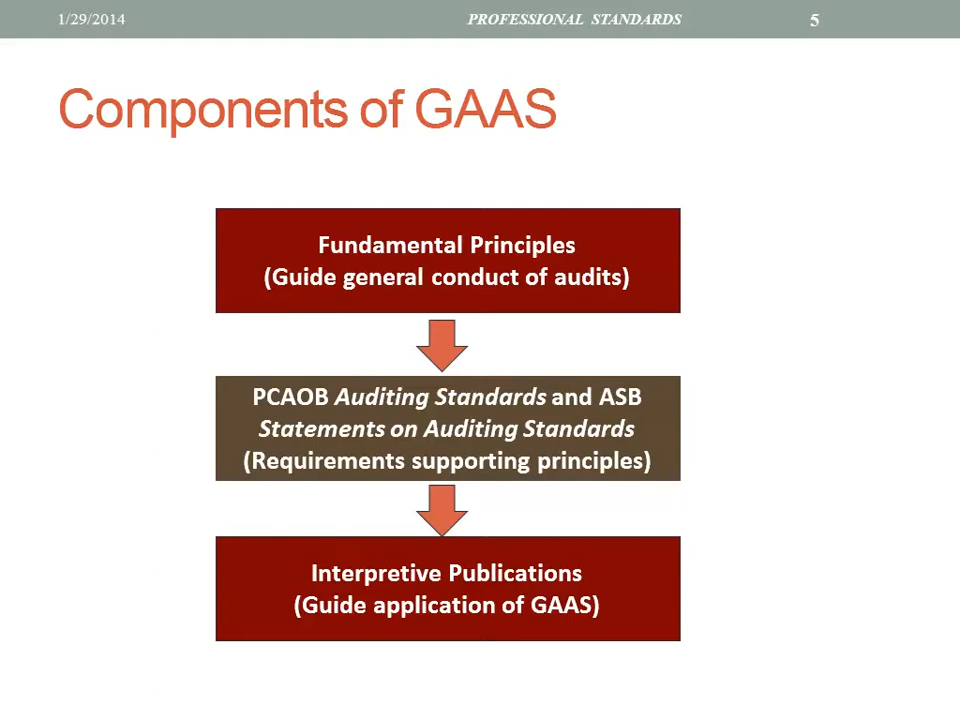 1/29/2014 PROFESSIONAL STANDARDS 5
Components of GAAS
Fundamental Principles
(Guide general conduct of audits)
PCAOB Auditing Standards and ASB
Statements on Auditing Standards
(Requirements supporting principles)
Interpretive Publications
(Guide application of GAAS)